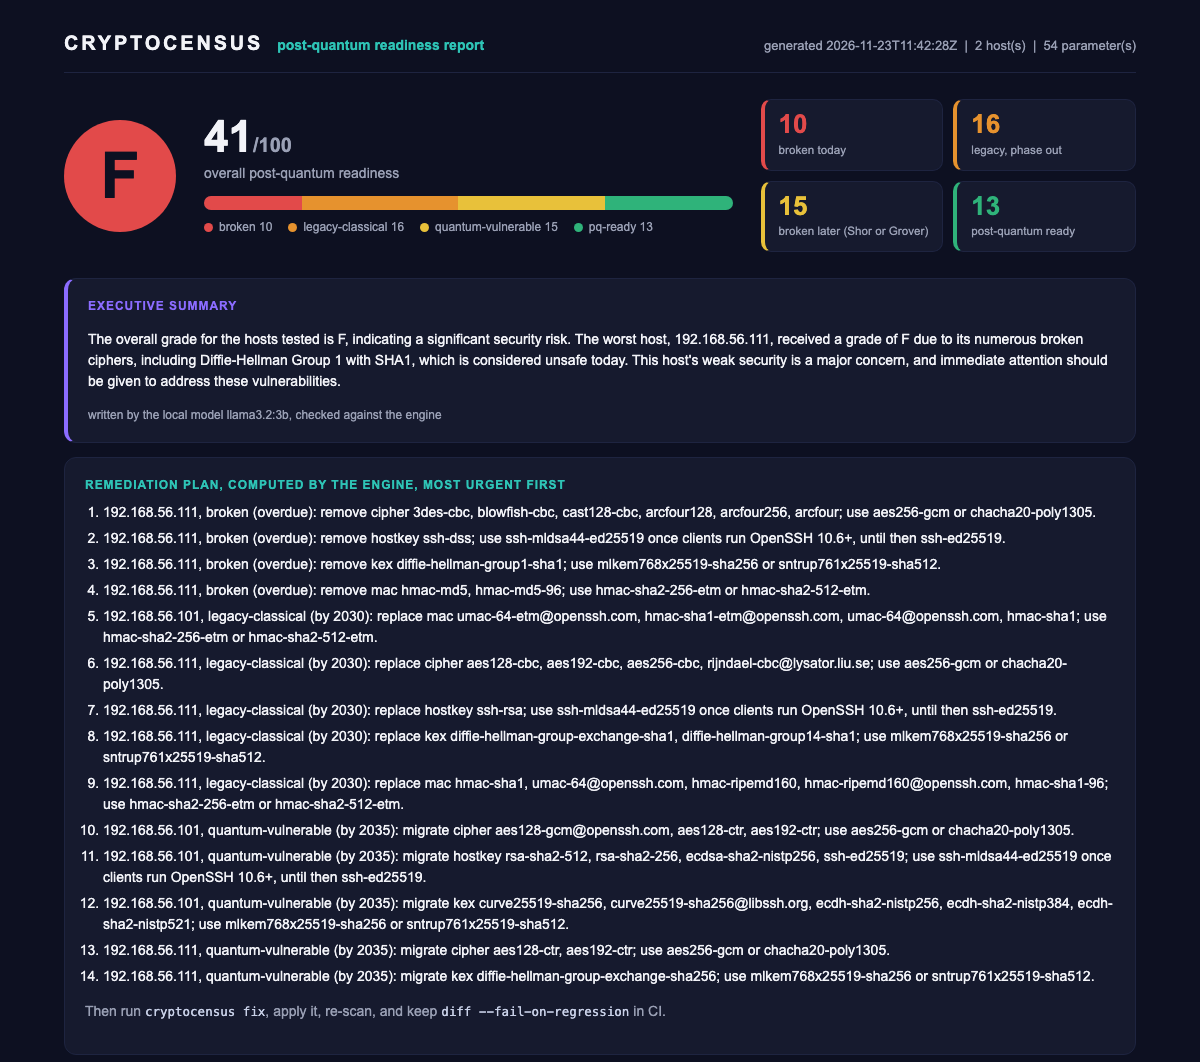 CRYPTOCENSUS post-quantum readiness report
generated 2026-11-23T11:42:28Z | 2 host(s) | 54 parameter(s)
F
41/100
overall post-quantum readiness
broken 10 legacy-classical 16 quantum-vulnerable 15 pq-ready 13
10
broken today
16
legacy, phase out
15
broken later (Shor or Grover)
13
post-quantum ready
EXECUTIVE SUMMARY
The overall grade for the hosts tested is F, indicating a significant security risk. The worst host, 192.168.56.111, received a grade of F due to its numerous broken
ciphers, including Diffie-Hellman Group 1 with SHA1, which is considered unsafe today. This host's weak security is a major concern, and immediate attention should
be given to address these vulnerabilities.
written by the local model llama3.2:3b, checked against the engine
REMEDIATION PLAN, COMPUTED BY THE ENGINE, MOST URGENT FIRST
1. 192.168.56.111, broken (overdue): remove cipher 3des-cbc, blowfish-cbc, cast128-cbc, arcfour128, arcfour256, arcfour; use aes256-gcm or chacha20-poly1305.
2. 192.168.56.111, broken (overdue): remove hostkey ssh-dss; use ssh-mldsa44-ed25519 once clients run OpenSSH 10.6+, until then ssh-ed25519.
3. 192.168.56.111, broken (overdue): remove kex diffie-hellman-group1-sha1; use mlkem768x25519-sha256 or sntrup761x25519-sha512.
4. 192.168.56.111, broken (overdue): remove mac hmac-md5, hmac-md5-96; use hmac-sha2-256-etm or hmac-sha2-512-etm.
5. 192.168.56.101, legacy-classical (by 2030): replace mac umac-64-etm@openssh.com, hmac-sha1-etm@openssh.com, umac-64@openssh.com, hmac-sha1; use
hmac-sha2-256-etm or hmac-sha2-512-etm.
6. 192.168.56.111, legacy-classical (by 2030): replace cipher aes128-cbc, aes192-cbc, aes256-cbc, rijndael-cbc@lysator.liu.se; use aes256-gcm or chacha20-
poly1305.
7. 192.168.56.111, legacy-classical (by 2030): replace hostkey ssh-rsa; use ssh-mldsa44-ed25519 once clients run OpenSSH 10.6+, until then ssh-ed25519.
8. 192.168.56.111, legacy-classical (by 2030): replace kex diffie-hellman-group-exchange-sha1, diffie-hellman-group14-sha1; use mlkem768x25519-sha256 or
sntrup761x25519-sha512.
9. 192.168.56.111, legacy-classical (by 2030): replace mac hmac-sha1, umac-64@openssh.com, hmac-ripemd160, hmac-ripemd160@openssh.com, hmac-sha1-96;
use hmac-sha2-256-etm or hmac-sha2-512-etm.
10. 192.168.56.101, quantum-vulnerable (by 2035): migrate cipher aes128-gcm@openssh.com, aes128-ctr, aes192-ctr; use aes256-gcm or chacha20-poly1305.
11. 192.168.56.101, quantum-vulnerable (by 2035): migrate hostkey rsa-sha2-512, rsa-sha2-256, ecdsa-sha2-nistp256, ssh-ed25519; use ssh-mldsa44-ed25519 once
clients run OpenSSH 10.6+, until then ssh-ed25519.
12. 192.168.56.101, quantum-vulnerable (by 2035): migrate kex curve25519-sha256, curve25519-sha256@libssh.org, ecdh-sha2-nistp256, ecdh-sha2-nistp384, ecdh-
sha2-nistp521; use mlkem768x25519-sha256 or sntrup761x25519-sha512.
13. 192.168.56.111, quantum-vulnerable (by 2035): migrate cipher aes128-ctr, aes192-ctr; use aes256-gcm or chacha20-poly1305.
14. 192.168.56.111, quantum-vulnerable (by 2035): migrate kex diffie-hellman-group-exchange-sha256; use mlkem768x25519-sha256 or sntrup761x25519-sha512.
Then run cryptocensus fix, apply it, re-scan, and keep diff --fail-on-regression in CI.